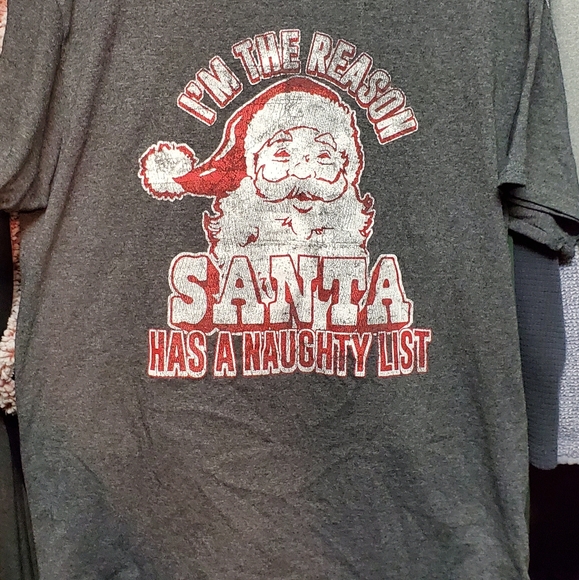 I'M THE REASON
SANTA
HAS A NAUGHTY LIST